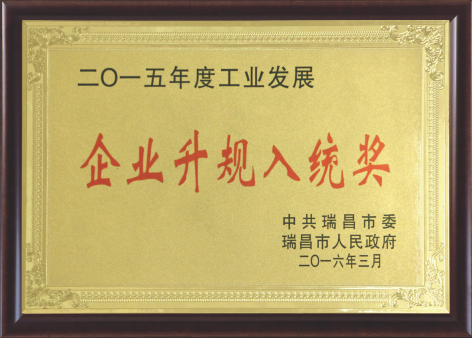 二〇一五年度工业发展
企业升规入统奖
中共瑞昌市委
瑞昌市人民政府
二〇一六年三月